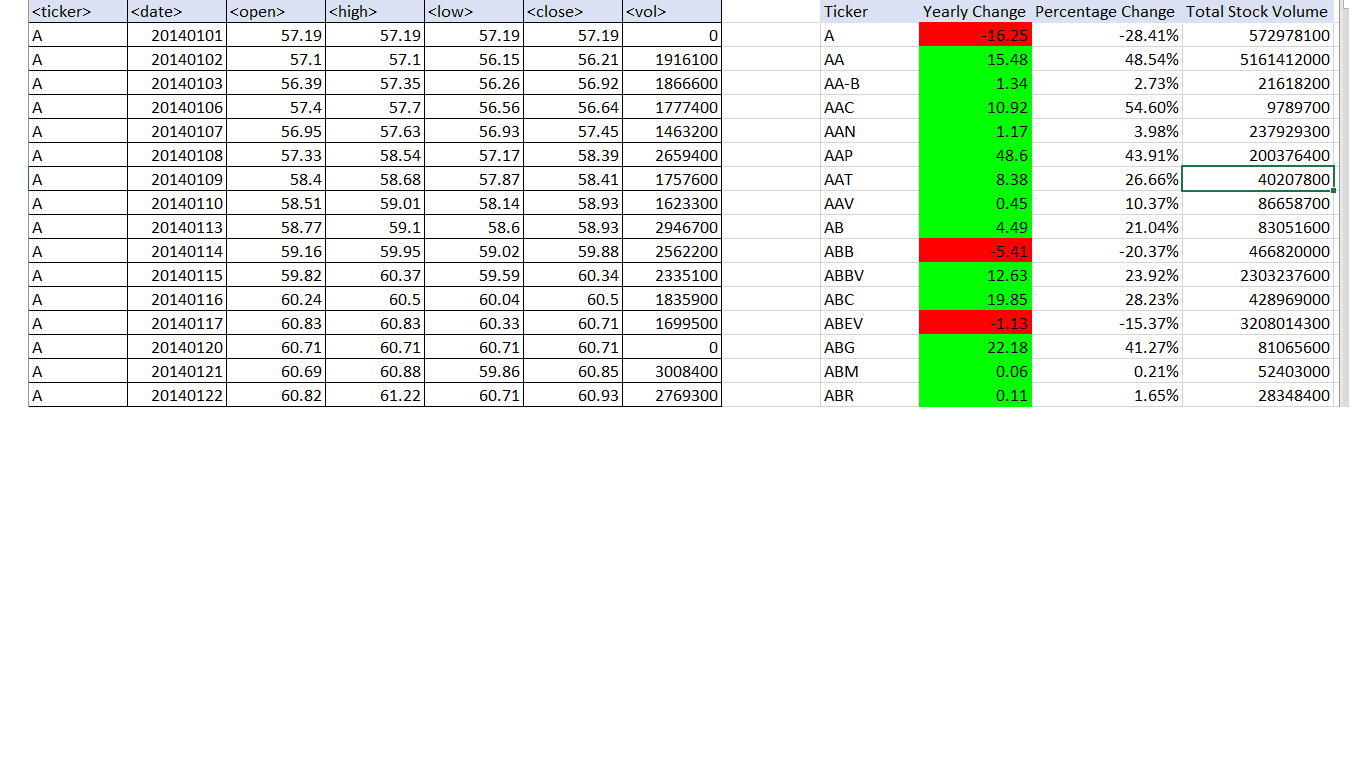 <ticker> <date> <open> <high> <low> <close> <vol> Ticker Yearly Change Percentage Change Total Stock Volume
A 20140101 57.19 57.19 57.19 57.19 0 A -16.25 -28.41% 572978100
A 20140102 57.1 57.1 56.15 56.21 1916100 AA 15.48 48.54% 5161412000
A 20140103 56.39 57.35 56.26 56.92 1866600 AA-B 1.34 2.73% 21618200
A 20140106 57.4 57.7 56.56 56.64 1777400 AAC 10.92 54.60% 9789700
A 20140107 56.95 57.63 56.93 57.45 1463200 AAN 1.17 3.98% 237929300
A 20140108 57.33 58.54 57.17 58.39 2659400 AAP 48.6 43.91% 200376400
A 20140109 58.4 58.68 57.87 58.41 1757600 AAT 8.38 26.66% 40207800
A 20140110 58.51 59.01 58.14 58.93 1623300 AAV 0.45 10.37% 86658700
A 20140113 58.77 59.1 58.6 58.93 2946700 AB 4.49 21.04% 83051600
A 20140114 59.16 59.95 59.02 59.88 2562200 ABB -5.41 -20.37% 466820000
A 20140115 59.82 60.37 59.59 60.34 2335100 ABBV 12.63 23.92% 2303237600
A 20140116 60.24 60.5 60.04 60.5 1835900 ABC 19.85 28.23% 428969000
A 20140117 60.83 60.83 60.33 60.71 1699500 ABEV -1.13 -15.37% 3208014300
A 20140120 60.71 60.71 60.71 60.71 0 ABG 22.18 41.27% 81065600
A 20140121 60.69 60.88 59.86 60.85 3008400 ABM 0.06 0.21% 52403000
A 20140122 60.82 61.22 60.71 60.93 2769300 ABR 0.11 1.65% 28348400